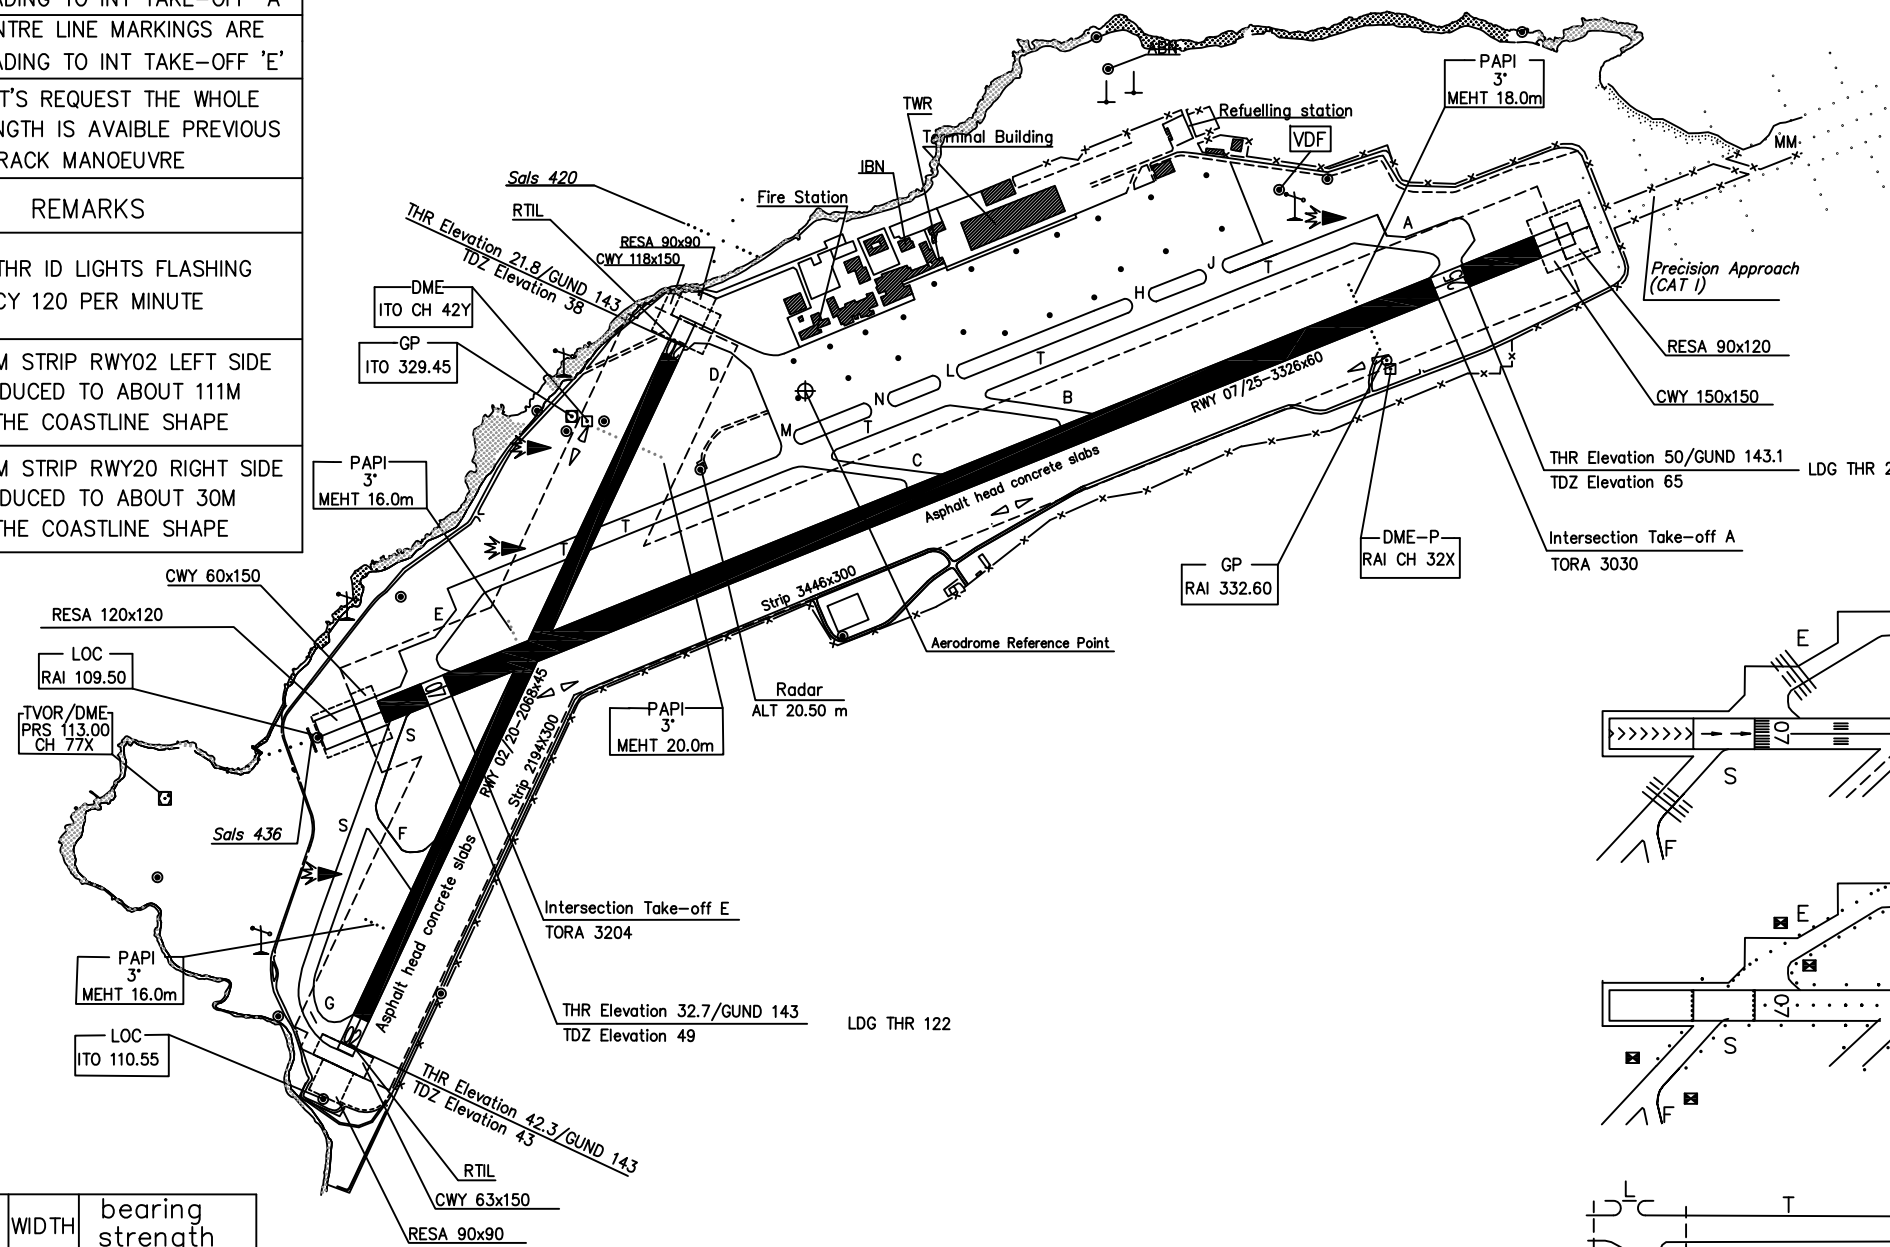 ADING TO INT TAKE-OFF 'A'
NTRE LINE MARKINGS ARE
ADING TO INT TAKE-OFF 'E'
T'S REQUEST THE WHOLE
NGTH IS AVAIBLE PREVIOUS
RACK MANOEUVRE
REMARKS
THR ID LIGHTS FLASHING
CY 120 PER MINUTE
M STRIP RWY02 LEFT SIDE
DUCED TO ABOUT 111M
THE COASTLINE SHAPE
M STRIP RWY20 RIGHT SIDE
DUCED TO ABOUT 30M
THE COASTLINE SHAPE
ABN
PAPI
3°
MEHT 18.0m
TWR
Refuelling station
Terminal Building
VDF
MM
IBN
Sals 420
Fire Station
RTIL
THR Elevation 21.8/GUND 143
TDZ Elevation 38
RESA 90x90
CWY 118x150
DME
ITO CH 42Y
GP
ITO 329.45
A
J
T
H
L
T
N
B
M
T
C
D
T
T
E
Precision Approach
(CAT I)
RESA 90x120
CWY 150x150
RWY 07/25-3326x60
Asphalt head concrete slabs
THR Elevation 50/GUND 143.1
TDZ Elevation 65
LDG THR 2
Intersection Take-off A
TORA 3030
DME-P
RAI CH 32X
GP
RAI 332.60
25
PAPI
3°
MEHT 16.0m
CWY 60x150
RESA 120x120
LOC
RAI 109.50
TVOR/DME
PRS 113.00
CH 77X
Strip 3446x300
Aerodrome Reference Point
Radar
ALT 20.50 m
PAPI
3°
MEHT 20.0m
07
RWY 02/20-2068x45
Strip 2194X300
S
S
F
Sals 436
Asphalt head concrete slabs
Intersection Take-off E
TORA 3204
PAPI
3°
MEHT 16.0m
G
02
THR Elevation 32.7/GUND 143
TDZ Elevation 49
LDG THR 122
LOC
ITO 110.55
THR Elevation 42.3/GUND 143
TDZ Elevation 43
RTIL
CWY 63x150
RESA 90x90
WIDTH
bearing
strength
E
07
S
F
E
07
S
F
L
T